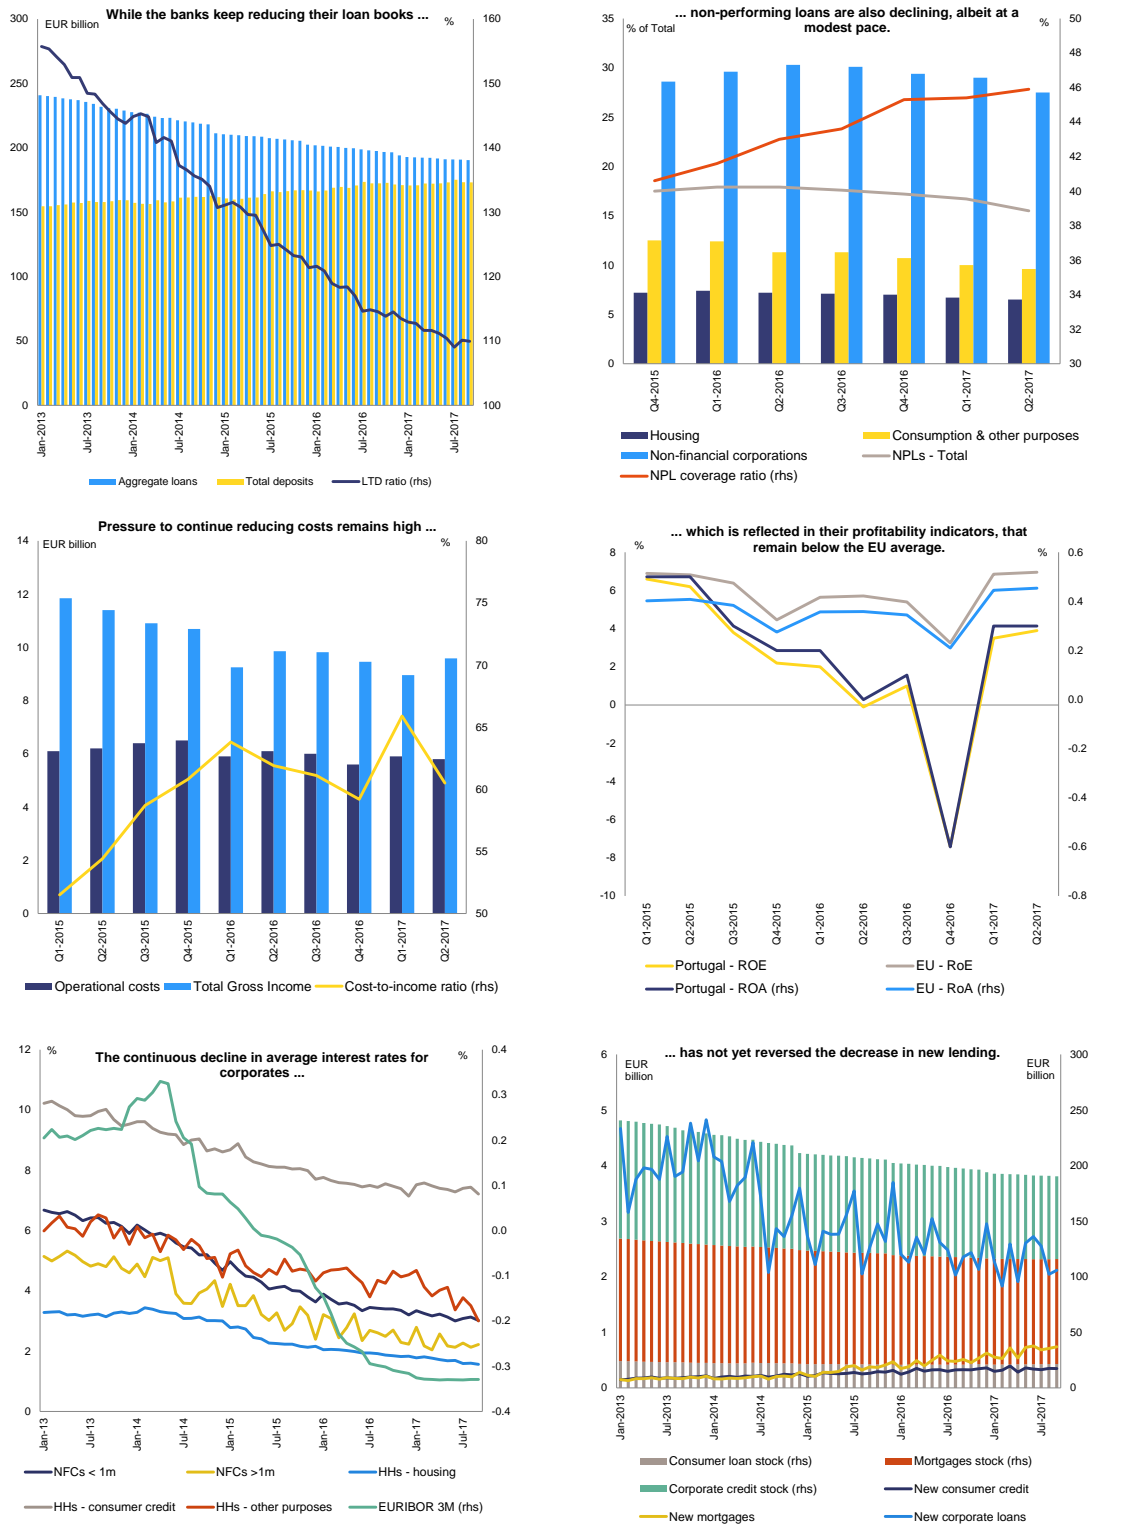 While the banks keep reducing their loan books ...
EUR billion
%
300
250
200
150
100
50
0
160
150
140
130
120
110
100
Jan-2013
Jul-2013
Jan-2014
Jul-2014
Jan-2015
Jul-2015
Jan-2016
Jul-2016
Jan-2017
Jul-2017
Aggregate loans
Total deposits
LTD ratio (rhs)
... non-performing loans are also declining, albeit at a
modest pace.
% of Total
%
35
30
25
20
15
10
5
0
50
48
46
44
42
40
38
36
34
32
30
Q4-2015
Q1-2016
Q2-2016
Q3-2016
Q4-2016
Q1-2017
Q2-2017
Housing
Consumption & other purposes
Non-financial corporations
NPLs - Total
NPL coverage ratio (rhs)
Pressure to continue reducing costs remains high ...
EUR billion
%
14
12
10
8
6
4
2
0
80
75
70
65
60
55
50
Q1-2015
Q2-2015
Q3-2015
Q4-2015
Q1-2016
Q2-2016
Q3-2016
Q4-2016
Q1-2017
Q2-2017
Operational costs
Total Gross Income
Cost-to-income ratio (rhs)
... which is reflected in their profitability indicators, that
remain below the EU average.
%
%
8
6
4
2
0
-2
-4
-6
-8
-10
0.6
0.4
0.2
0.0
-0.2
-0.4
-0.6
-0.8
Q1-2015
Q2-2015
Q3-2015
Q4-2015
Q1-2016
Q2-2016
Q3-2016
Q4-2016
Q1-2017
Q2-2017
Portugal - ROE
EU - RoE
Portugal - ROA (rhs)
EU - RoA (rhs)
The continuous decline in average interest rates for
corporates ...
%
%
12
10
8
6
4
2
0
0.4
0.3
0.2
0.1
0.0
-0.1
-0.2
-0.3
-0.4
Jan-13
Jul-13
Jan-14
Jul-14
Jan-15
Jul-15
Jan-16
Jul-16
Jan-17
Jul-17
NFCs < 1m
NFCs >1m
HHs - housing
HHs - consumer credit
HHs - other purposes
EURIBOR 3M (rhs)
... has not yet reversed the decrease in new lending.
EUR
billion
EUR
billion
6
5
4
3
2
1
0
300
250
200
150
100
50
0
Jan-2013
Jul-2013
Jan-2014
Jul-2014
Jan-2015
Jul-2015
Jan-2016
Jul-2016
Jan-2017
Jul-2017
Consumer loan stock (rhs)
Mortgages stock (rhs)
Corporate credit stock (rhs)
New consumer credit
New mortgages
New corporate loans